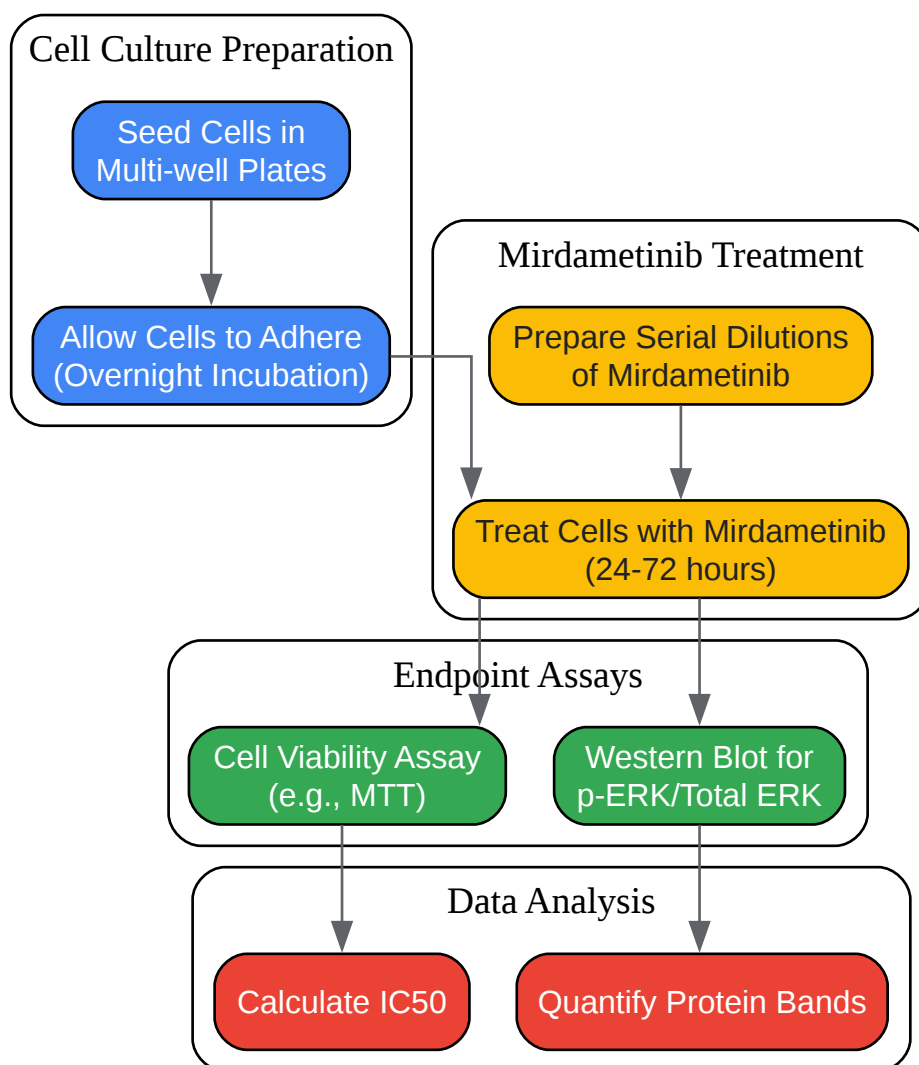 Cell Culture Preparation
Seed Cells in
Multi-well Plates
Allow Cells to Adhere
(Overnight Incubation)
Mirdametinib Treatment
Prepare Serial Dilutions
of Mirdametinib
Treat Cells with Mirdametinib
(24-72 hours)
Endpoint Assays
Cell Viability Assay
(e.g., MTT)
Western Blot for
p-ERK/Total ERK
Data Analysis
Calculate IC50
Quantify Protein Bands